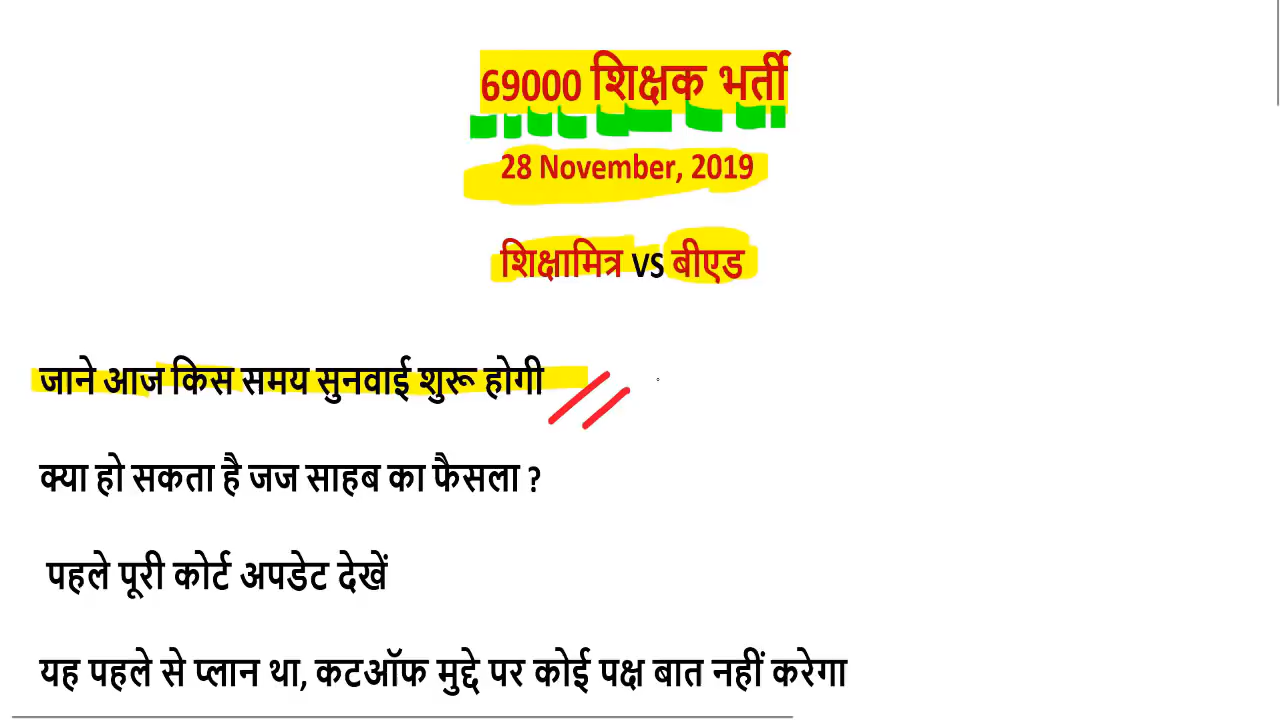 69000 शिक्षक भर्ती
28 November, 2019
शिक्षामित्र VS बीएड
जाने आज किस समय सुनवाई शुरू होगी
क्या हो सकता है जज साहब का फैसला ?
पहले पूरी कोर्ट अपडेट देखें
यह पहले से प्लान था, कटऑफ मुद्दे पर कोई पक्ष बात नहीं करेगा